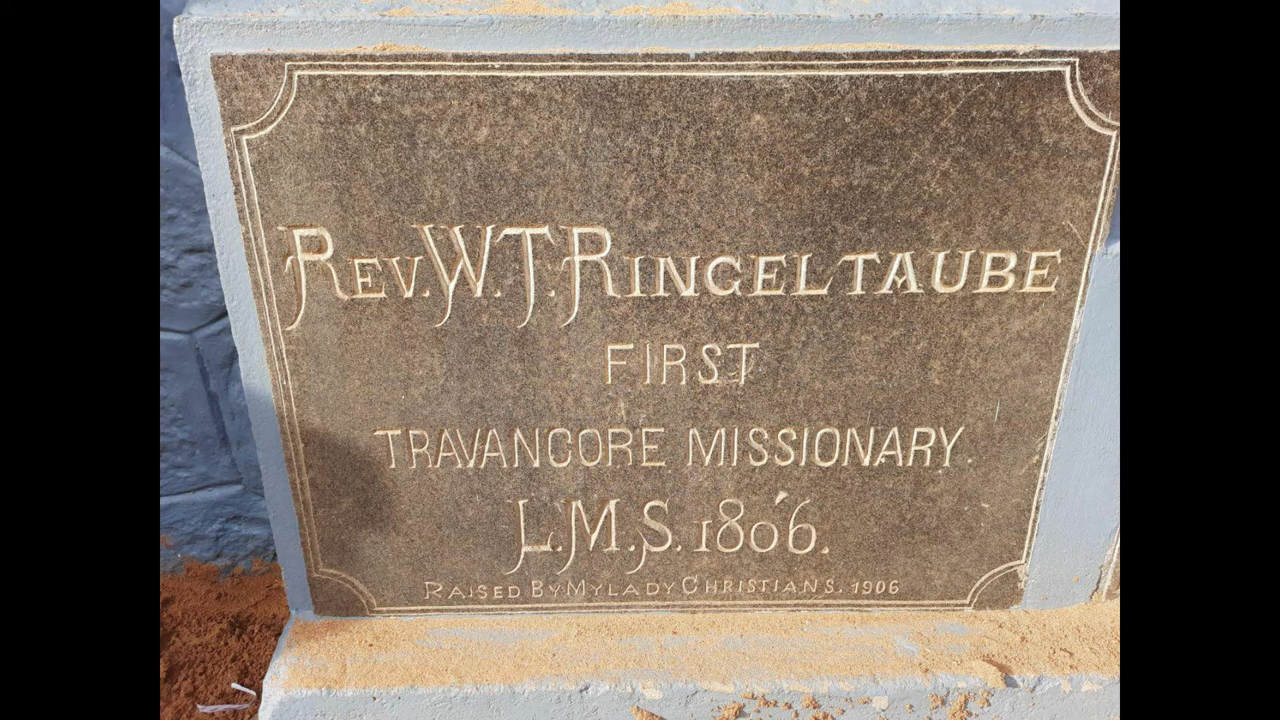 REV. W. T. RINGELTAUBE
FIRST
TRAVANCORE MISSIONARY.
L.M.S. 1806.
RAISED BY MYLADY CHRISTIANS. 1906